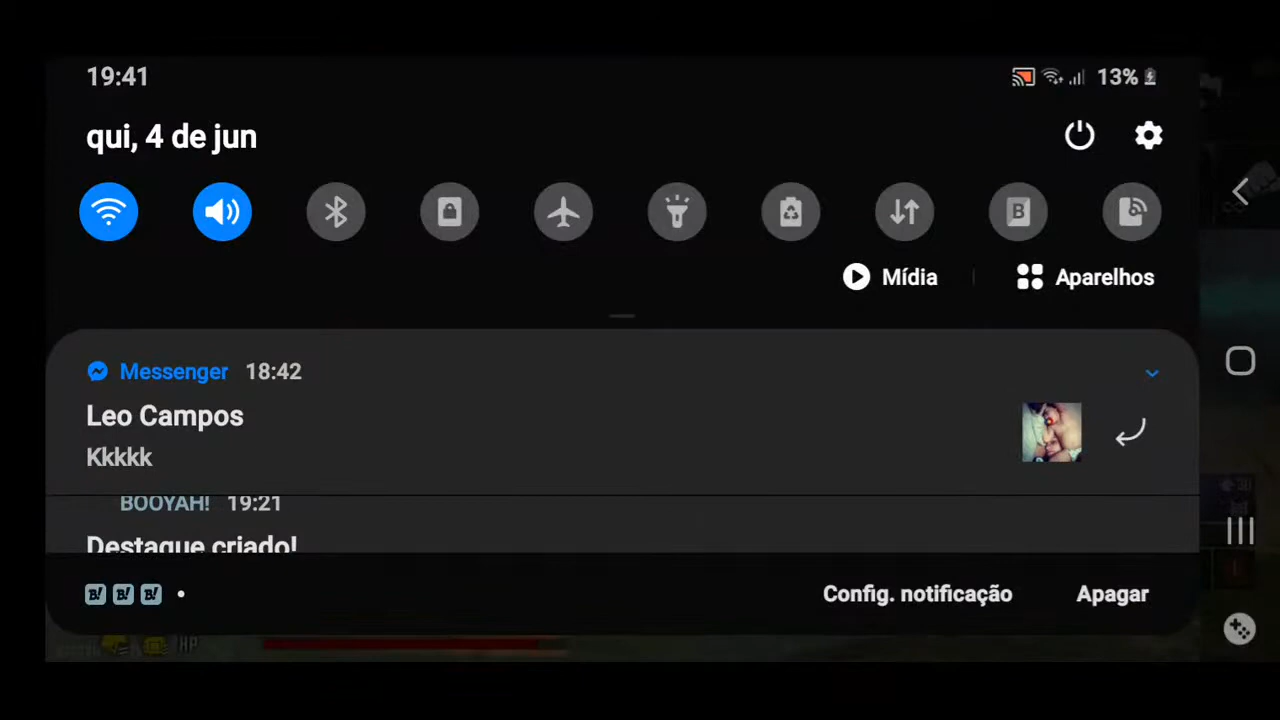 19:41
13%
qui, 4 de jun
B
Mídia
Aparelhos
Messenger 18:42
Leo Campos
Kkkkk
BOOYAH! 19:21
Destaque criado!
B! B! B!
Config. notificação
Apagar
HP